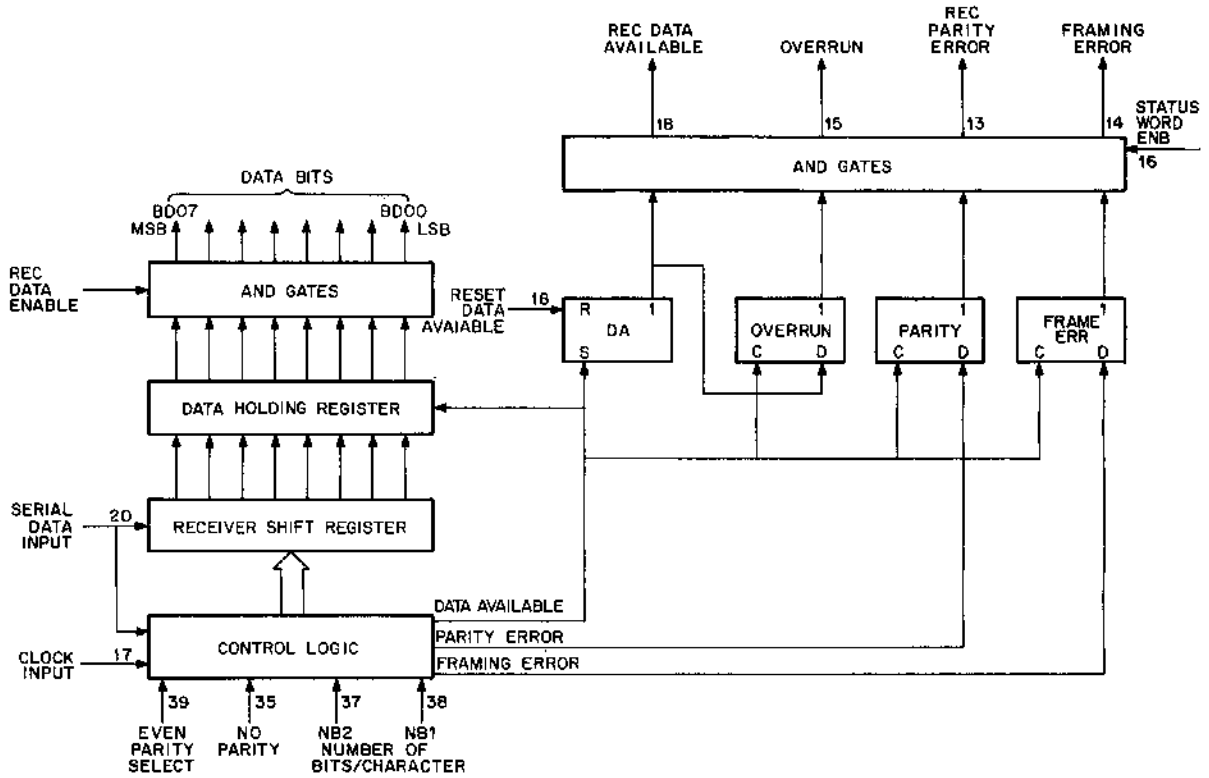 REC DATA
AVAILABLE
OVERRUN
REC
PARITY
ERROR
FRAMING
ERROR
18
15
13
14
STATUS
WORD
ENB
16
AND GATES
DATA BITS
BD07
BD00
MSB
LSB
REC
DATA
ENABLE
AND GATES
RESET
DATA
AVAIABLE
18
R
1
DA
S
1
OVERRUN
C
D
1
PARITY
C
D
1
FRAME
ERR
C
D
DATA HOLDING REGISTER
SERIAL
DATA
INPUT
20
RECEIVER SHIFT REGISTER
CONTROL LOGIC
DATA AVAILABLE
PARITY ERROR
FRAMING ERROR
CLOCK
INPUT
17
39
35
37
38
EVEN
PARITY
SELECT
NO
PARITY
NB2
NB1
NUMBER OF
BITS/CHARACTER